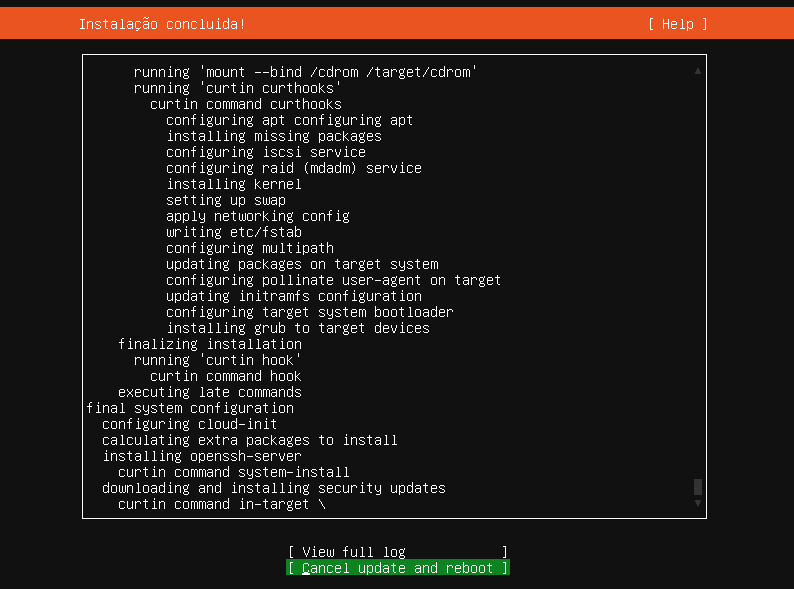 Instalação concluida!
[ Help ]
running 'mount --bind /cdrom /target/cdrom'
running 'curtin curthooks'
curtin command curthooks
configuring apt configuring apt
installing missing packages
configuring iscsi service
configuring raid (mdadm) service
installing kernel
setting up swap
apply networking config
writing etc/fstab
configuring multipath
updating packages on target system
configuring pollinate user-agent on target
updating initramfs configuration
configuring target system bootloader
installing grub to target devices
finalizing installation
running 'curtin hook'
curtin command hook
executing late commands
final system configuration
configuring cloud-init
calculating extra packages to install
installing openssh-server
curtin command system-install
downloading and installing security updates
curtin command in-target \
[ View full log ]
[ Cancel update and reboot ]